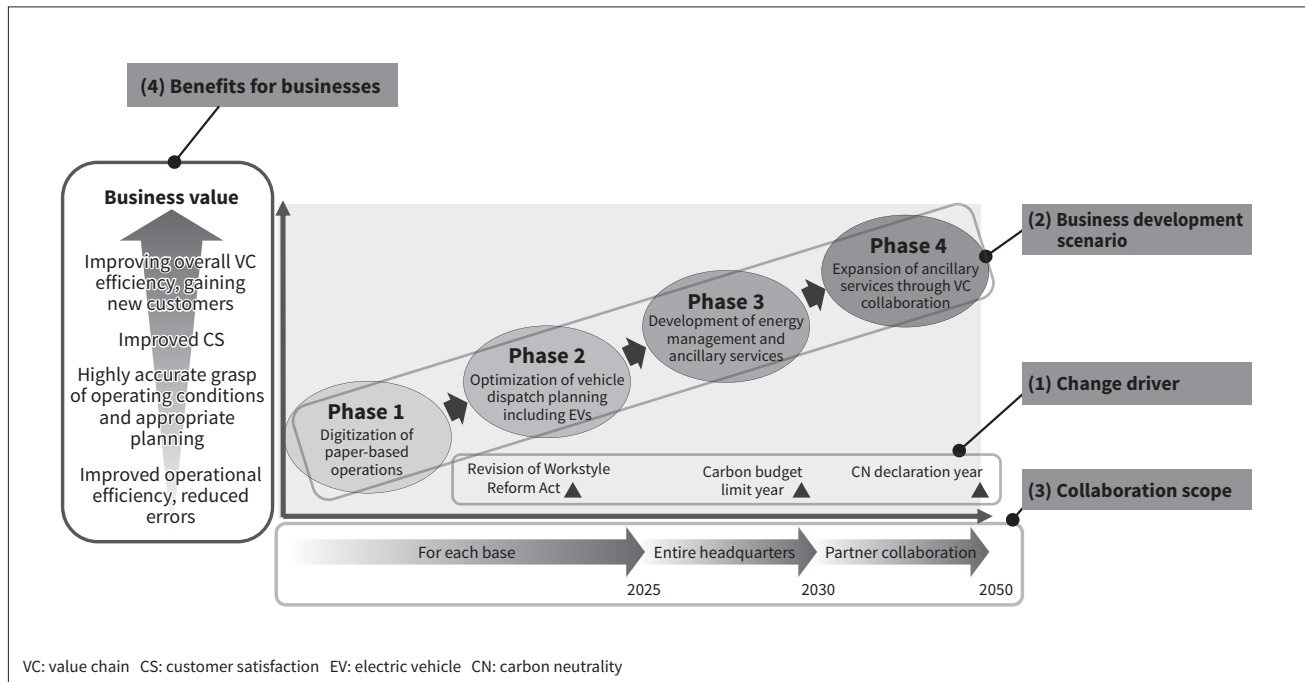 (4) Benefits for businesses
Business value
Improving overall VC
efficiency, gaining
new customers
Improved CS
Highly accurate grasp
of operating conditions
and appropriate
planning
Improved operational
efficiency, reduced
errors
Phase 1
Digitization of
paper-based
operations
Phase 2
Optimization of vehicle
dispatch planning
including EVs
Phase 3
Development of energy
management and
ancillary services
Phase 4
Expansion of ancillary
services through VC
collaboration
(2) Business development
scenario
(1) Change driver
Revision of Workstyle
Reform Act
Carbon budget
limit year
CN declaration year
(3) Collaboration scope
For each base
Entire headquarters
Partner collaboration
2025
2030
2050
VC: value chain CS: customer satisfaction EV: electric vehicle CN: carbon neutrality